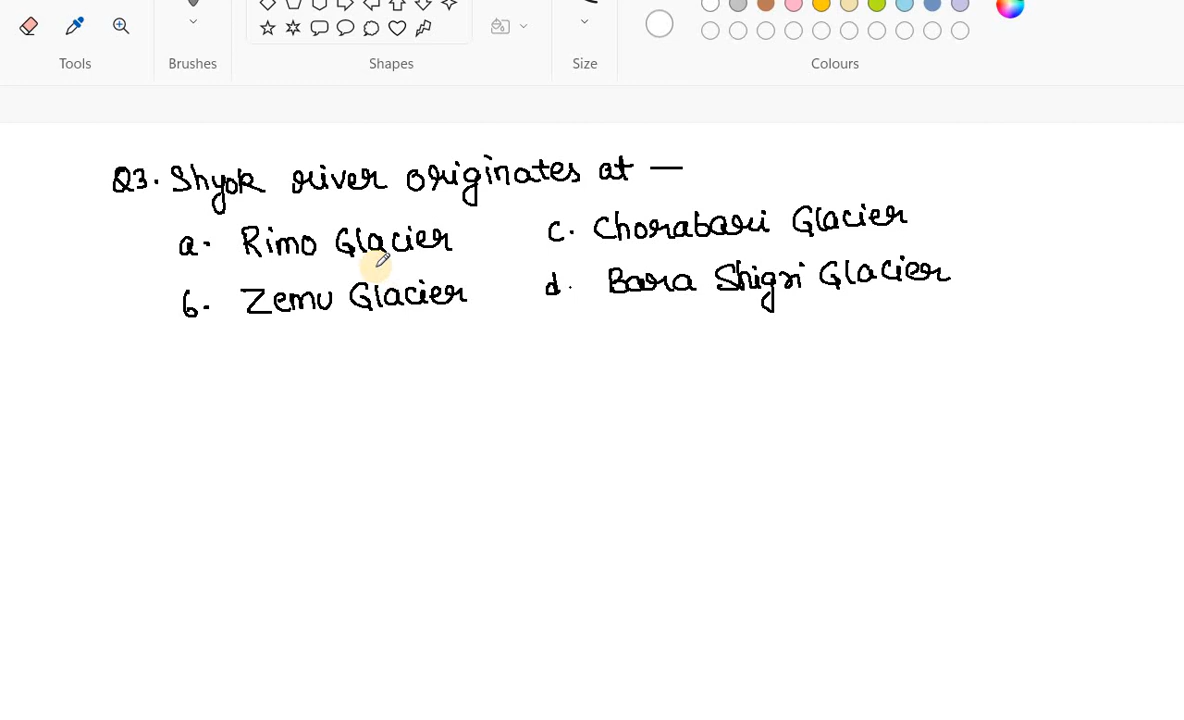 Tools
Brushes
Shapes
Size
Colours
Q3. Shyok river originates at —
a. Rimo Glacier
b. Zemu Glacier
c. Chorabari Glacier
d. Bara Shigri Glacier